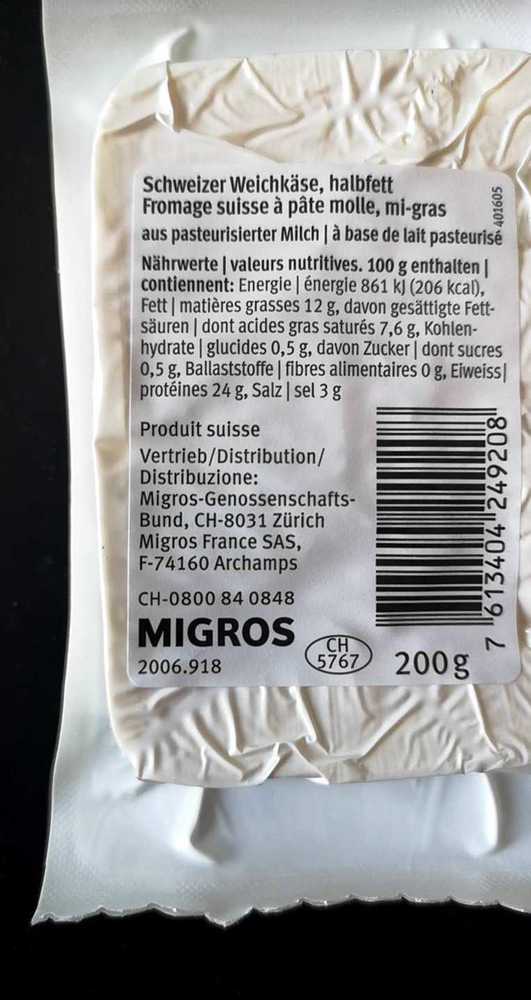 Schweizer Weichkäse, halbfett
Fromage suisse à pâte molle, mi-gras
aus pasteurisierter Milch | à base de lait pasteurisé
401605
Nährwerte | valeurs nutritives. 100 g enthalten |
contiennent: Energie | énergie 861 kJ (206 kcal),
Fett | matières grasses 12 g, davon gesättigte Fett-
säuren | dont acides gras saturés 7,6 g, Kohlen-
hydrate | glucides 0,5 g, davon Zucker | dont sucres
0,5 g, Ballaststoffe | fibres alimentaires 0 g, Eiweiss |
protéines 24 g, Salz | sel 3 g
Produit suisse
Vertrieb/Distribution/
Distribuzione:
Migros-Genossenschafts-
Bund, CH-8031 Zürich
Migros France SAS,
F-74160 Archamps
CH-0800 84 0848
MIGROS
2006.918
CH
5767
200g
7 613404 249208